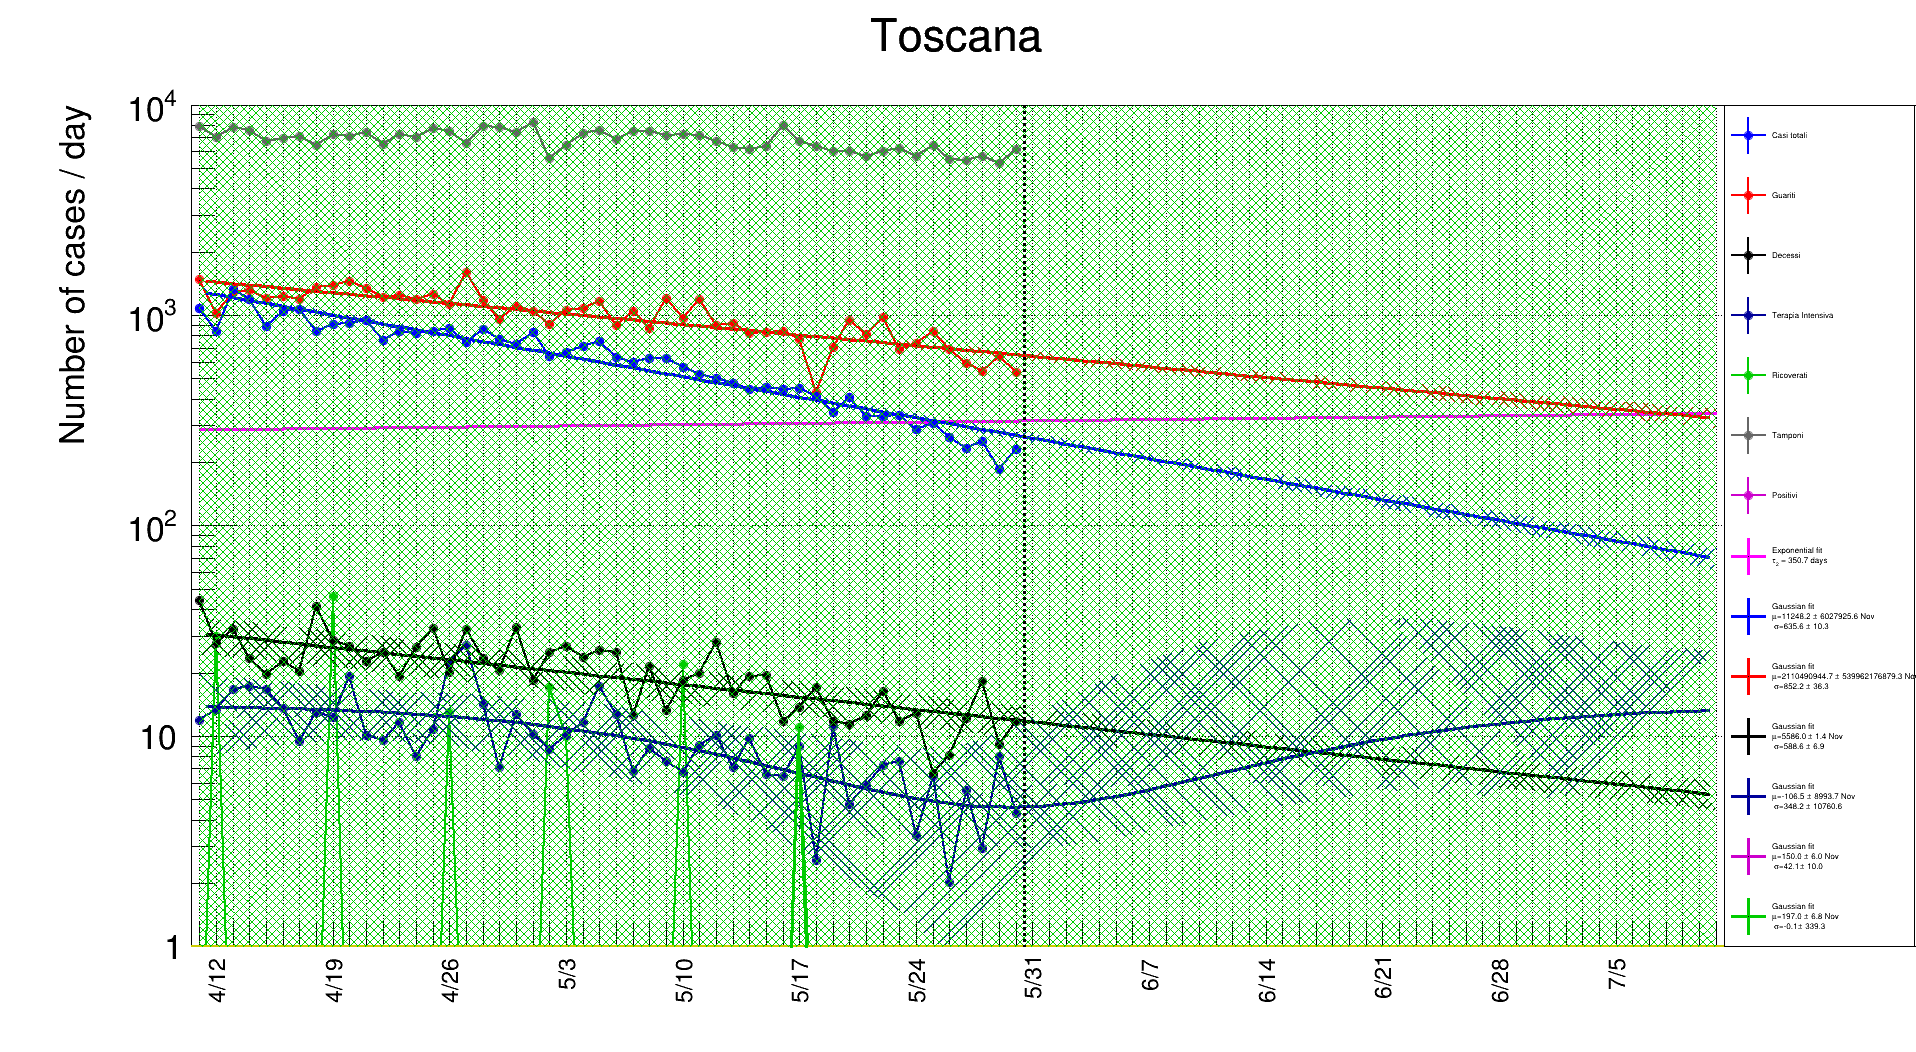 Toscana
Number of cases / day
10^4
10^3
10^2
10
1
4/12
4/19
4/26
5/3
5/10
5/17
5/24
5/31
6/7
6/14
6/21
6/28
7/5
Casi totali
Guariti
Decessi
Terapia Intensiva
Ricoverati
Tamponi
Positivi
Exponential fit
τ₂ = 350.7 days
Gaussian fit
μ=11248.2 ± 6027925.6 Nov
σ=635.6 ± 10.3
Gaussian fit
μ=2110490944.7 ± 539962176879.3 No
σ=852.2 ± 36.3
Gaussian fit
μ=5586.0 ± 1.4 Nov
σ=588.6 ± 6.9
Gaussian fit
μ=-106.5 ± 8993.7 Nov
σ=348.2 ± 10760.6
Gaussian fit
μ=150.0 ± 6.0 Nov
σ=42.1± 10.0
Gaussian fit
μ=197.0 ± 6.8 Nov
σ=-0.1± 339.3